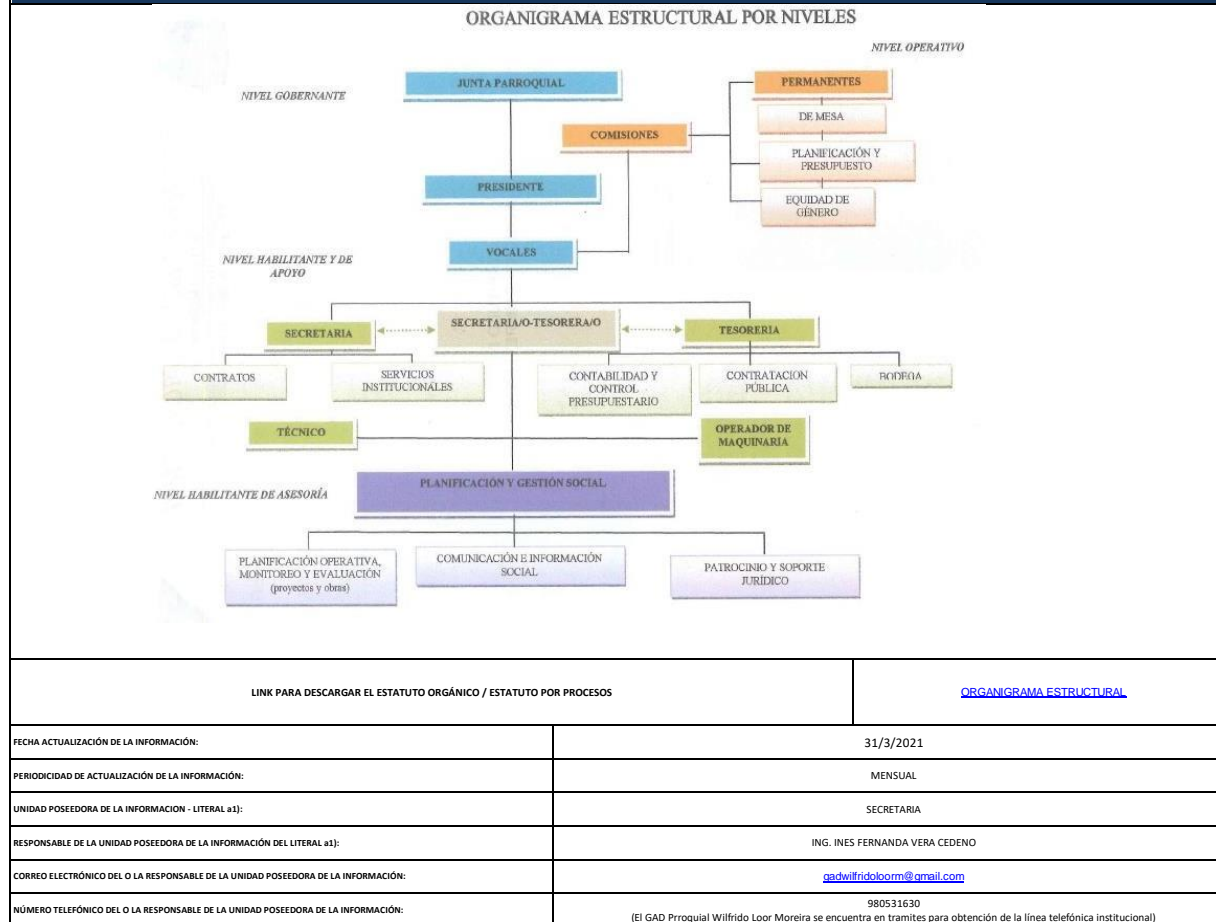 ORGANIGRAMA ESTRUCTURAL POR NIVELES
NIVEL OPERATIVO
NIVEL GOBERNANTE
JUNTA PARROQUIAL
PERMANENTES
DE MESA
COMISIONES
PLANIFICACIÓN Y
PRESUPUESTO
PRESIDENTE
EQUIDAD DE
GÉNERO
VOCALES
NIVEL HABILITANTE Y DE
APOYO
SECRETARIA
SECRETARIA/O-TESORERA/O
TESORERIA
CONTRATOS
SERVICIOS
INSTITUCIONALES
CONTABILIDAD Y
CONTROL
PRESUPUESTARIO
CONTRATACION
PÚBLICA
BODEGA
TÉCNICO
OPERADOR DE
MAQUINARIA
NIVEL HABILITANTE DE ASESORÍA
PLANIFICACIÓN Y GESTIÓN SOCIAL
PLANIFICACIÓN OPERATIVA,
MONITOREO Y EVALUACIÓN
(proyectos y obras)
COMUNICACIÓN E INFORMACIÓN
SOCIAL
PATROCINIO Y SOPORTE
JURÍDICO
LINK PARA DESCARGAR EL ESTATUTO ORGÁNICO / ESTATUTO POR PROCESOS
ORGANIGRAMA ESTRUCTURAL
FECHA ACTUALIZACIÓN DE LA INFORMACIÓN:
31/3/2021
PERIODICIDAD DE ACTUALIZACIÓN DE LA INFORMACIÓN:
MENSUAL
UNIDAD POSEEDORA DE LA INFORMACION - LITERAL a1):
SECRETARIA
RESPONSABLE DE LA UNIDAD POSEEDORA DE LA INFORMACIÓN DEL LITERAL a1):
ING. INES FERNANDA VERA CEDENO
CORREO ELECTRÓNICO DEL O LA RESPONSABLE DE LA UNIDAD POSEEDORA DE LA INFORMACIÓN:
gadwilfridoloorm@gmail.com
NÚMERO TELEFÓNICO DEL O LA RESPONSABLE DE LA UNIDAD POSEEDORA DE LA INFORMACIÓN:
980531630
(El GAD Prroquial Wilfrido Loor Moreira se encuentra en tramites para obtención de la línea telefónica institucional)